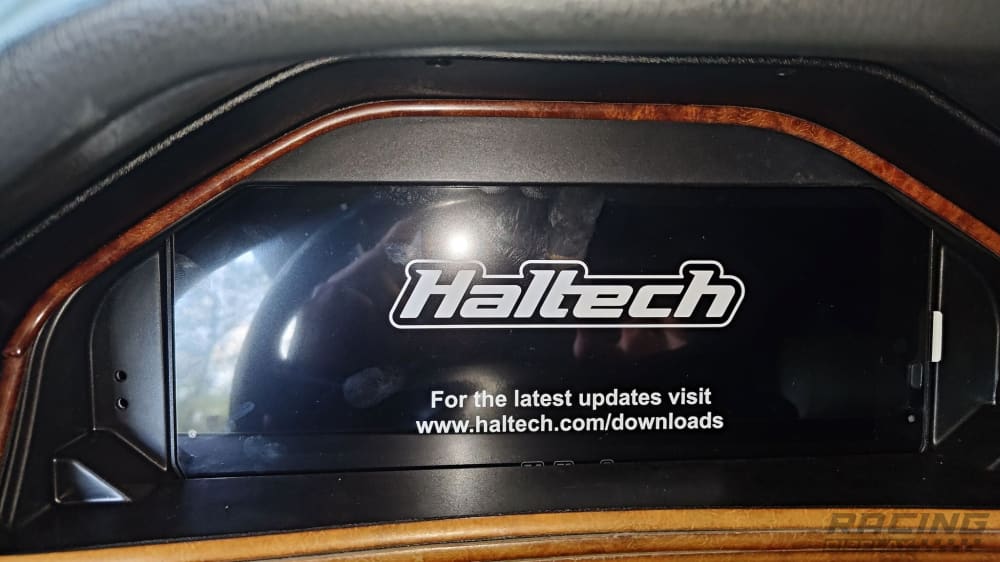 Haltech
For the latest updates visit
www.haltech.com/downloads
RACING